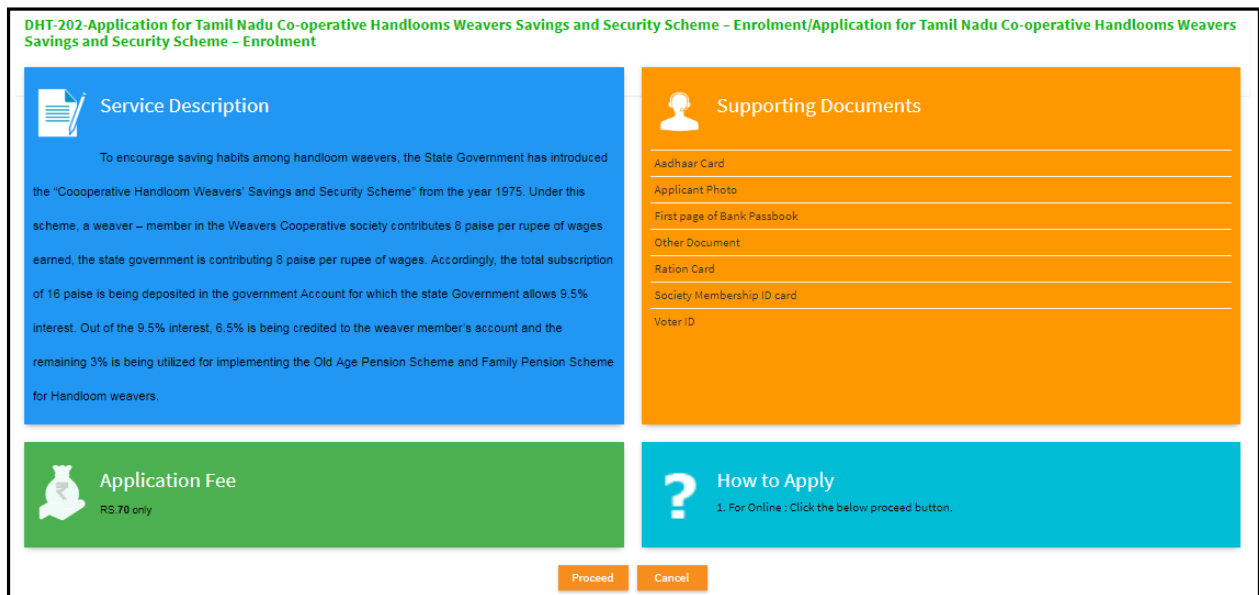 DHT-202-Application for Tamil Nadu Co-operative Handlooms Weavers Savings and Security Scheme – Enrolment/Application for Tamil Nadu Co-operative Handlooms Weavers
Savings and Security Scheme – Enrolment
Service Description
To encourage saving habits among handloom waevers, the State Government has introduced
the “Coooperative Handloom Weavers’ Savings and Security Scheme” from the year 1975. Under this
scheme, a weaver – member in the Weavers Cooperative society contributes 8 paise per rupee of wages
earned, the state government is contributing 8 paise per rupee of wages. Accordingly, the total subscription
of 16 paise is being deposited in the government Account for which the state Government allows 9.5%
interest. Out of the 9.5% interest, 6.5% is being credited to the weaver member’s account and the
remaining 3% is being utilized for implementing the Old Age Pension Scheme and Family Pension Scheme
for Handloom weavers.
Supporting Documents
Aadhaar Card
Applicant Photo
First page of Bank Passbook
Other Document
Ration Card
Society Membership ID card
Voter ID
Application Fee
RS.70 only
How to Apply
1. For Online : Click the below proceed button.
Proceed
Cancel